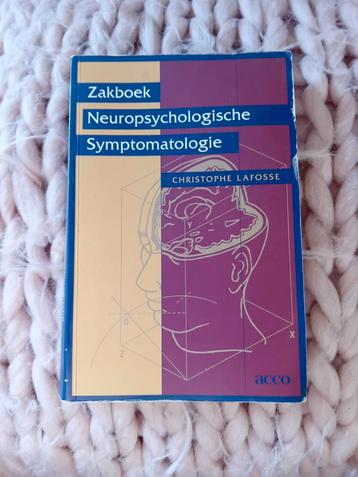 Zakboek
Neuropsychologische
Symptomatologie
CHRISTOPHE LAFOSSE
Y
O
Z
X
acco